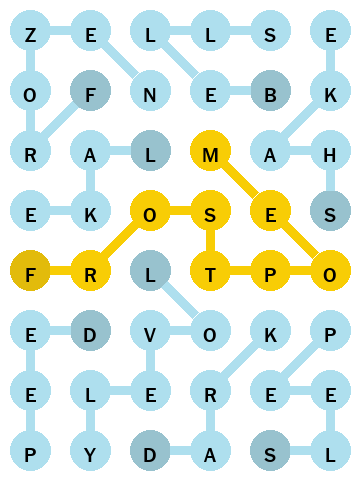 Z E L L S E
O F N E B K
R A L M A H
E K O S E S
F R L T P O
E D V O K P
E L E R E E
P Y D A S L